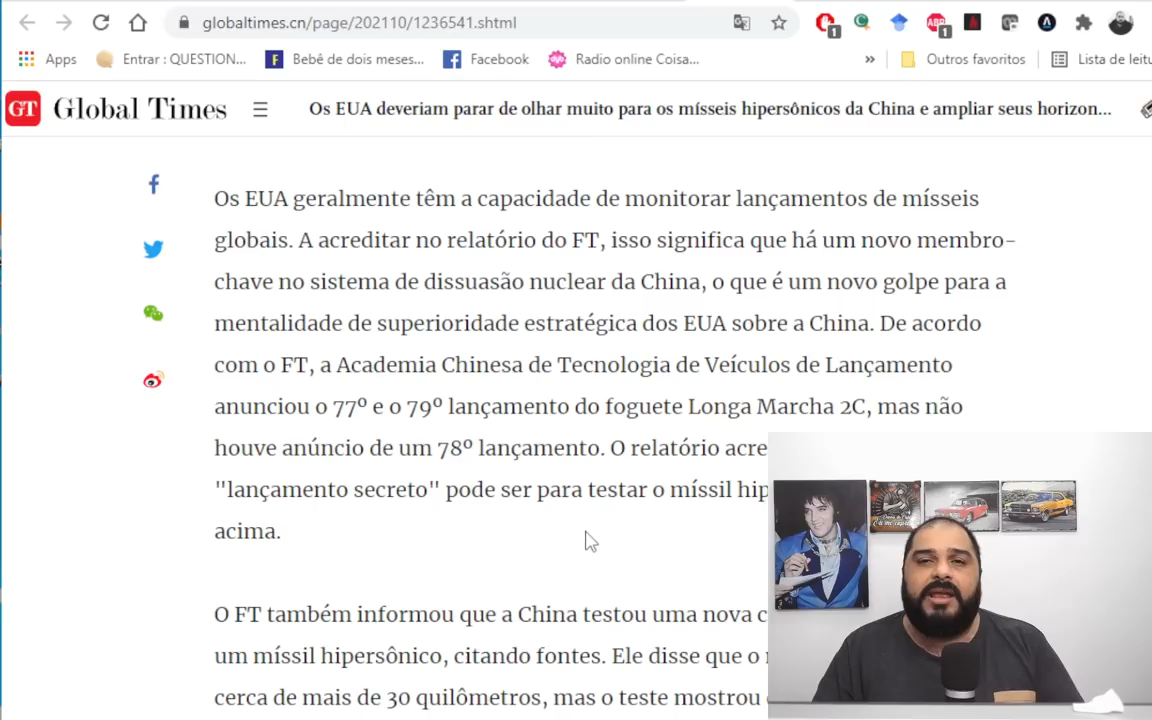 globaltimes.cn/page/202110/1236541.shtml
1
1
Apps
Entrar : QUESTION...
Bebê de dois meses...
Facebook
Radio online Coisa...
»
Outros favoritos
Lista de leitu
GT Global Times
Os EUA deveriam parar de olhar muito para os mísseis hipersônicos da China e ampliar seus horizon...
Os EUA geralmente têm a capacidade de monitorar lançamentos de mísseis
globais. A acreditar no relatório do FT, isso significa que há um novo membro-
chave no sistema de dissuasão nuclear da China, o que é um novo golpe para a
mentalidade de superioridade estratégica dos EUA sobre a China. De acordo
com o FT, a Academia Chinesa de Tecnologia de Veículos de Lançamento
anunciou o 77º e o 79º lançamento do foguete Longa Marcha 2C, mas não
houve anúncio de um 78º lançamento. O relatório acre
"lançamento secreto" pode ser para testar o míssil hip
acima.
O FT também informou que a China testou uma nova c
um míssil hipersônico, citando fontes. Ele disse que o
cerca de mais de 30 quilômetros, mas o teste mostrou